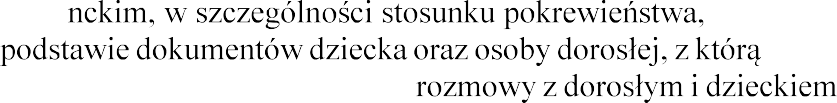 nckim, w szczególności stosunku pokrewieństwa,
podstawie dokumentów dziecka oraz osoby dorosłej, z którą
rozmowy z dorosłym i dzieckiem